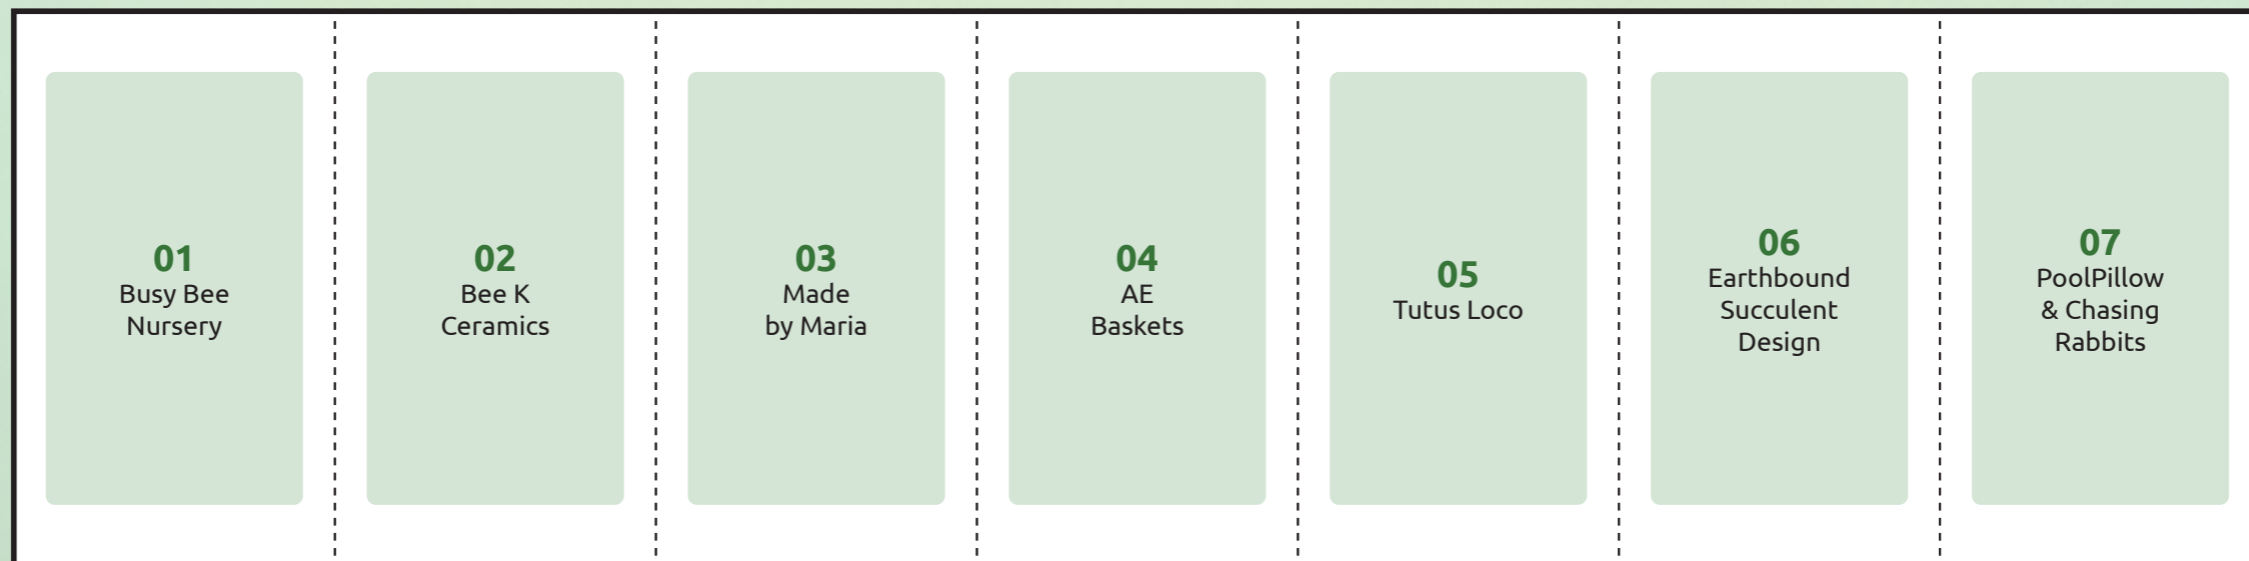 01
Busy Bee
Nursery
02
Bee K
Ceramics
03
Made
by Maria
04
AE
Baskets
05
Tutus Loco
06
Earthbound
Succulent
Design
07
PoolPillow
& Chasing
Rabbits